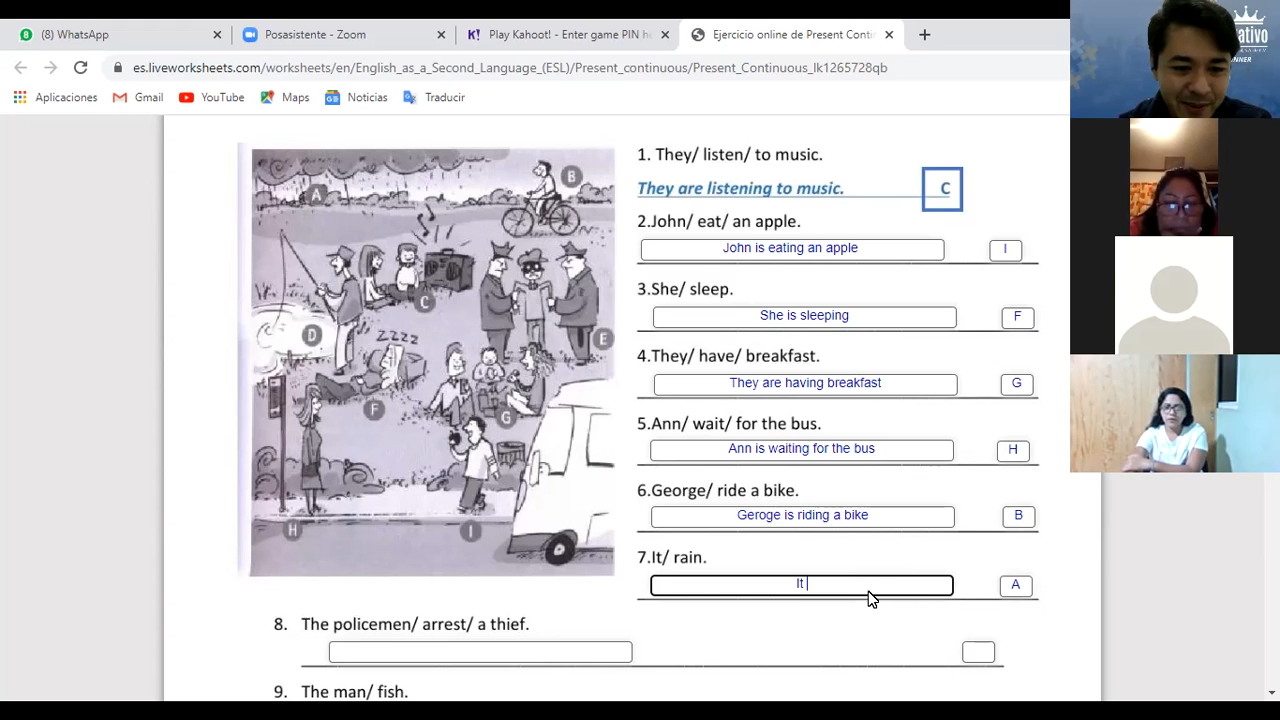 (8) WhatsApp
Posasistente - Zoom
K! Play Kahoot! - Enter game PIN he
Ejercicio online de Present Contin
es.liveworksheets.com/worksheets/en/English_as_a_Second_Language_(ESL)/Present_continuous/Present_Continuous_lk1265728qb
Aplicaciones
Gmail
YouTube
Maps
Noticias
Traducir
ativo
NNER
A
B
C
D
E
F
ZZZZ
G
H
I
1. They/ listen/ to music.
They are listening to music. C
2.John/ eat/ an apple.
John is eating an apple I
3.She/ sleep.
She is sleeping F
4.They/ have/ breakfast.
They are having breakfast G
5.Ann/ wait/ for the bus.
Ann is waiting for the bus H
6.George/ ride a bike.
Geroge is riding a bike B
7.It/ rain.
It A
8. The policemen/ arrest/ a thief.
9. The man/ fish.